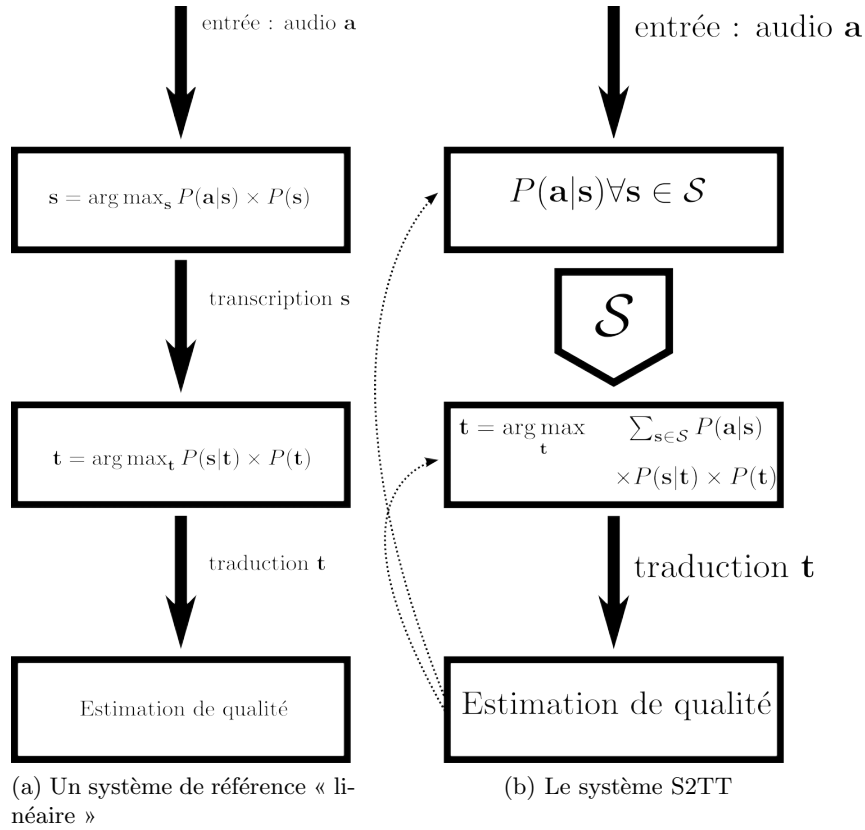 entrée : audio a
s = arg max_s P(a|s) × P(s)
transcription s
t = arg max_t P(s|t) × P(t)
traduction t
Estimation de qualité
(a) Un système de référence « li-
néaire »
entrée : audio a
P(a|s)∀s ∈ 𝒮
𝒮
t = arg max_t ∑_{s∈𝒮} P(a|s)
×P(s|t) × P(t)
traduction t
Estimation de qualité
(b) Le système S2TT